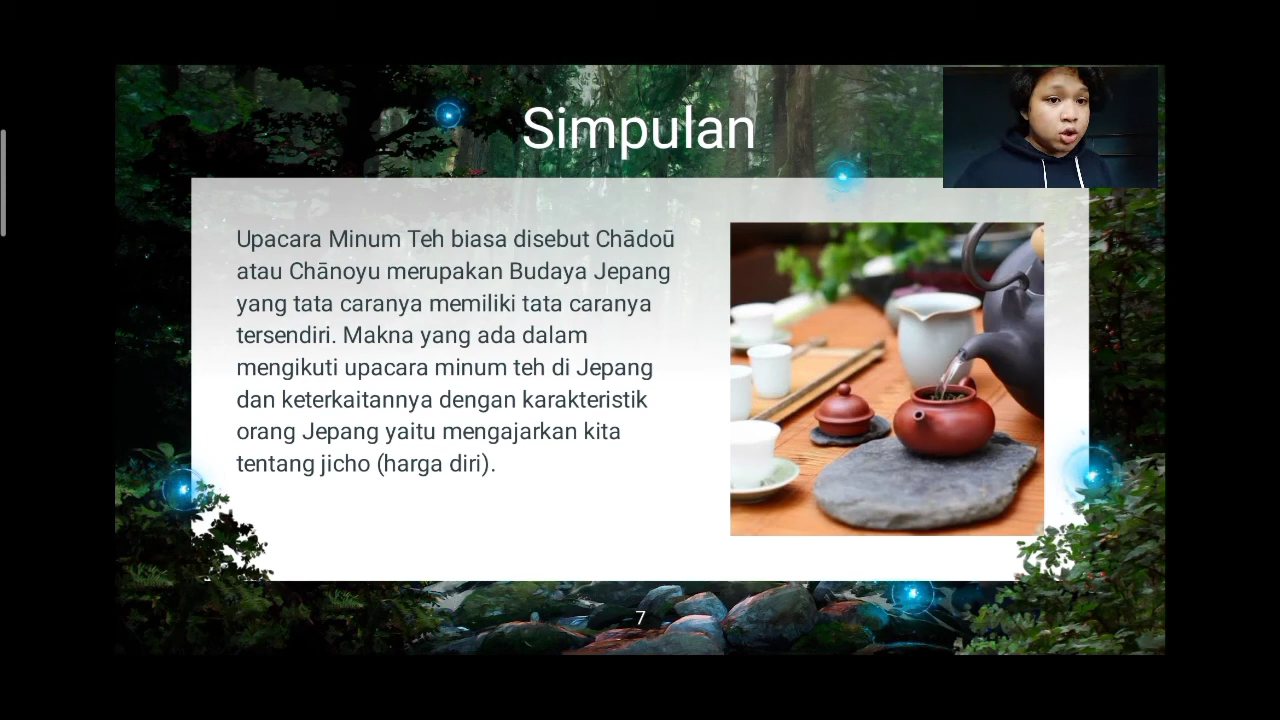 Simpulan
Upacara Minum Teh biasa disebut Chādoū
atau Chānoyu merupakan Budaya Jepang
yang tata caranya memiliki tata caranya
tersendiri. Makna yang ada dalam
mengikuti upacara minum teh di Jepang
dan keterkaitannya dengan karakteristik
orang Jepang yaitu mengajarkan kita
tentang jicho (harga diri).
7